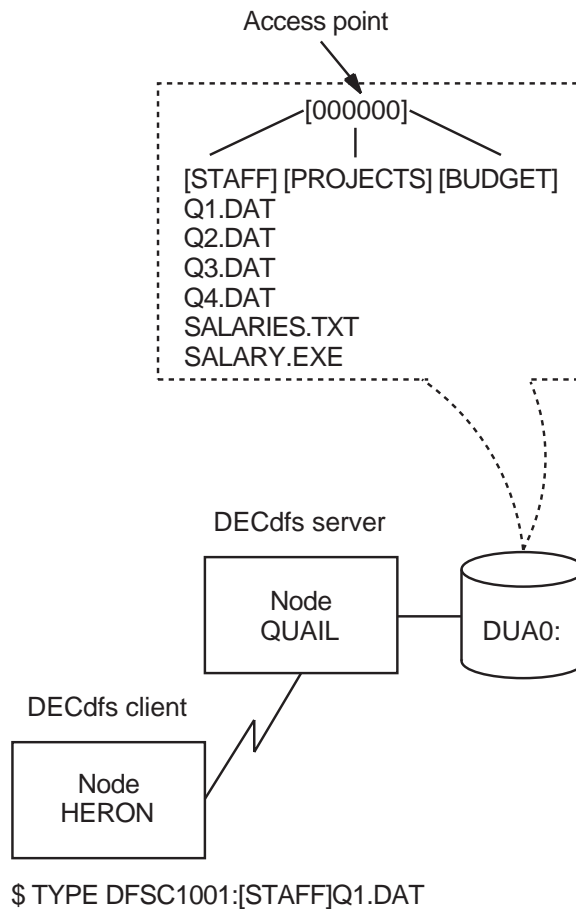 Access point
[000000]
[STAFF] [PROJECTS] [BUDGET]
Q1.DAT
Q2.DAT
Q3.DAT
Q4.DAT
SALARIES.TXT
SALARY.EXE
DECdfs server
Node
QUAIL
DUA0:
DECdfs client
Node
HERON
$ TYPE DFSC1001:[STAFF]Q1.DAT